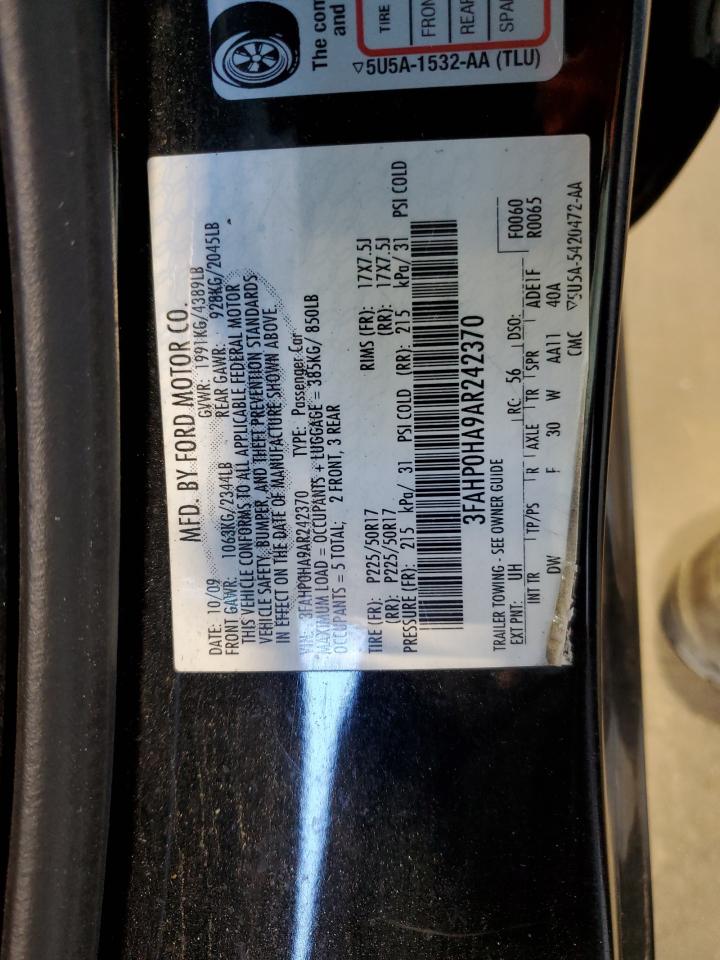 The com
and
TIRE
FRON
REAR
SPAR
▽5U5A-1532-AA (TLU)
MFD. BY FORD MOTOR CO.
DATE: 10/09 GVWR: 1991KG/4389LB
FRONT GAWR: 1063KG/2344LB REAR GAWR: 928KG/2045LB
THIS VEHICLE CONFORMS TO ALL APPLICABLE FEDERAL MOTOR
VEHICLE SAFETY, BUMPER, AND THEFT PREVENTION STANDARDS
IN EFFECT ON THE DATE OF MANUFACTURE SHOWN ABOVE.
VIN: 3FAHP0HA9AR242370 TYPE: Passenger Car
MAXIMUM LOAD = OCCUPANTS + LUGGAGE = 385KG/ 850LB
OCCUPANTS = 5 TOTAL; 2 FRONT, 3 REAR
TIRE (FR): P225/50R17 RIMS (FR): 17X7.5J
(RR): P225/50R17 (RR): 17X7.5J
PRESSURE (FR): 215 kPa/ 31 PSI COLD (RR): 215 kPa/ 31 PSI COLD
3FAHP0HA9AR242370
TRAILER TOWING - SEE OWNER GUIDE F0060
EXT PNT: UH RC: 56 DSO: R0065
INT TR TP/PS R AXLE TR SPR ADE1F
DW F 30 W AA11 40A
CMC ▽5U5A-5420472-AA